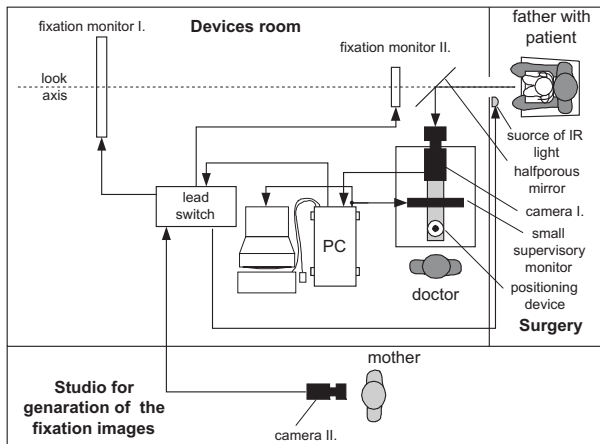 fixation monitor I.
Devices room
father with
patient
fixation monitor II.
look
axis
suorce of IR
light
halfporous
mirror
camera I.
lead
switch
PC
small
supervisory
monitor
positioning
device
doctor
Surgery
mother
Studio for
genaration of the
fixation images
camera II.